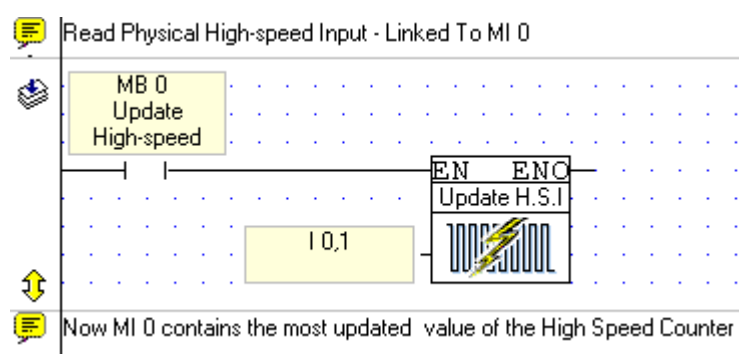 Read Physical High-speed Input - Linked To MI 0
MB 0
Update
High-speed
EN ENO
Update H.S.I
I 0,1
Now MI 0 contains the most updated value of the High Speed Counter